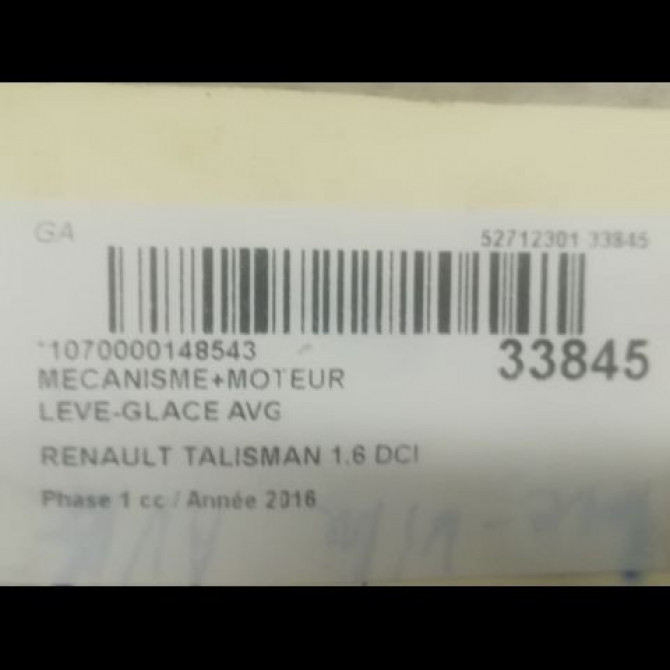 GA
52712301 33845
*1070000148543
33845
MECANISME+MOTEUR
LEVE-GLACE AVG
RENAULT TALISMAN 1.6 DCI
Phase 1 cc / Année 2016